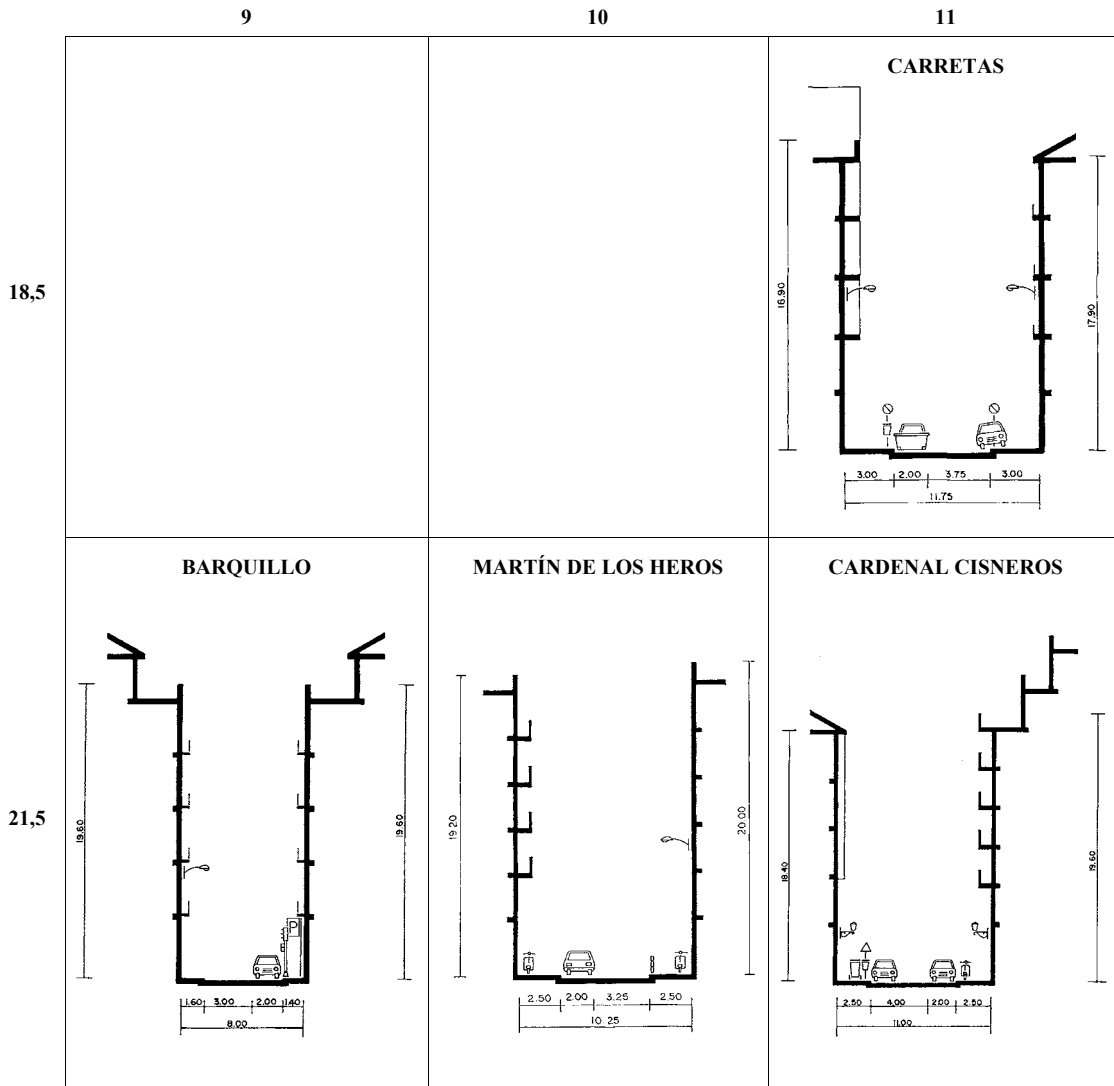 9 10 11
CARRETAS
18,5
16.90
17.90
3.00 2.00 3.75 3.00
11.75
BARQUILLO
MARTÍN DE LOS HEROS
CARDENAL CISNEROS
21,5
19.60
19.60
P
1.60 3.00 2.00 1.40
8.00
19.20
20.00
2.50 2.00 3.25 2.50
10.25
18.40
19.60
2.50 4.00 2.00 2.50
11.00